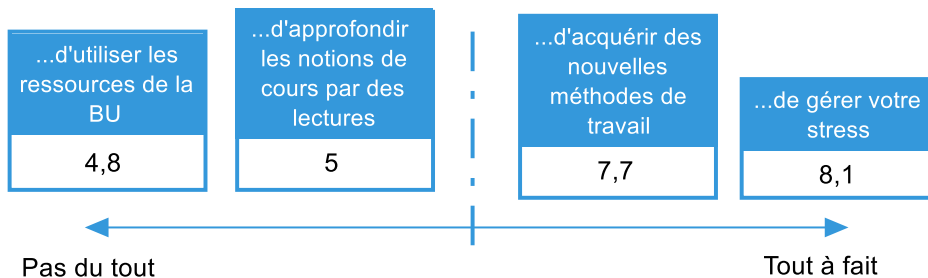 ...d'utiliser les
ressources de la
BU
4,8
...d'approfondir
les notions de
cours par des
lectures
5
...d'acquérir des
nouvelles
méthodes de
travail
7,7
...de gérer votre
stress
8,1
Pas du tout
Tout à fait